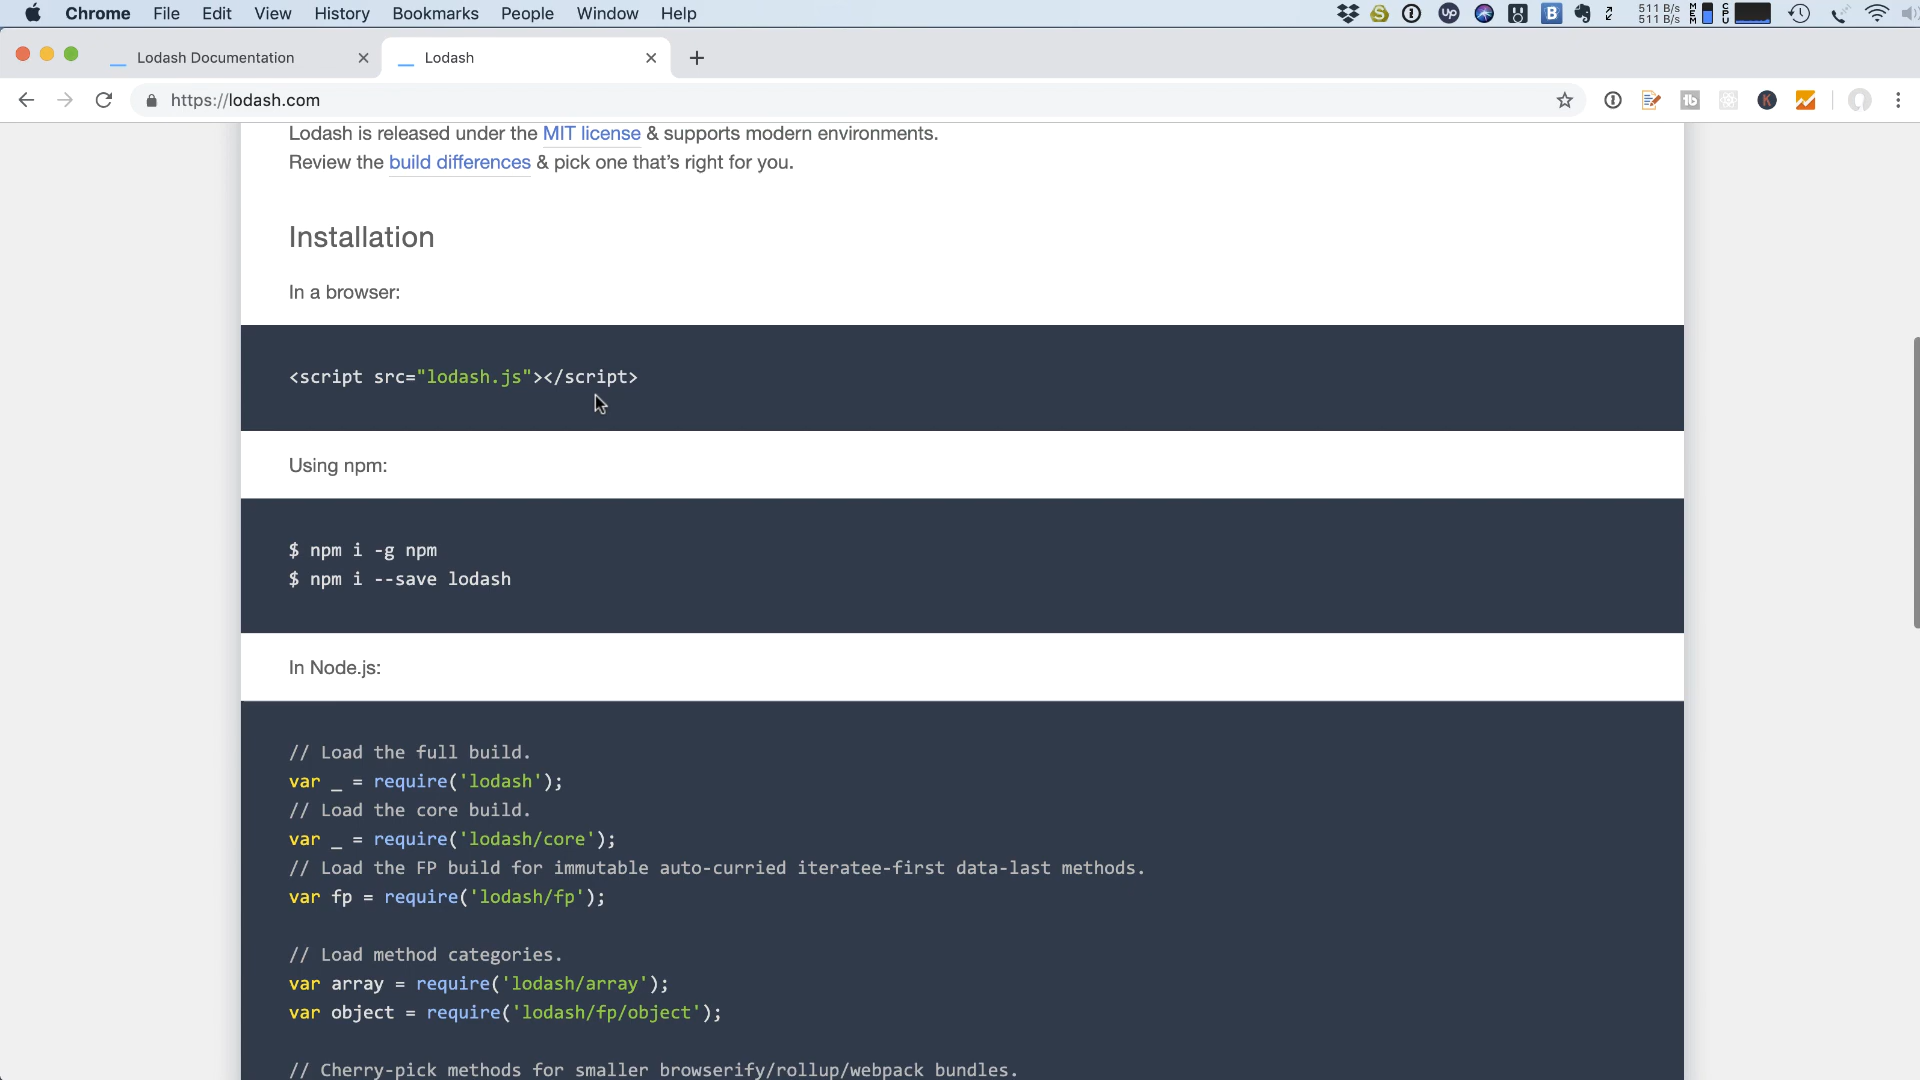 Chrome File Edit View History Bookmarks People Window Help
511 B/s
511 B/s
MEM
CPU
Lodash Documentation
Lodash
https://lodash.com
Lodash is released under the MIT license & supports modern environments.
Review the build differences & pick one that’s right for you.
Installation
In a browser:
<script src="lodash.js"></script>
Using npm:
$ npm i -g npm
$ npm i --save lodash
In Node.js:
// Load the full build.
var _ = require('lodash');
// Load the core build.
var _ = require('lodash/core');
// Load the FP build for immutable auto-curried iteratee-first data-last methods.
var fp = require('lodash/fp');
// Load method categories.
var array = require('lodash/array');
var object = require('lodash/fp/object');
// Cherry-pick methods for smaller browserify/rollup/webpack bundles.